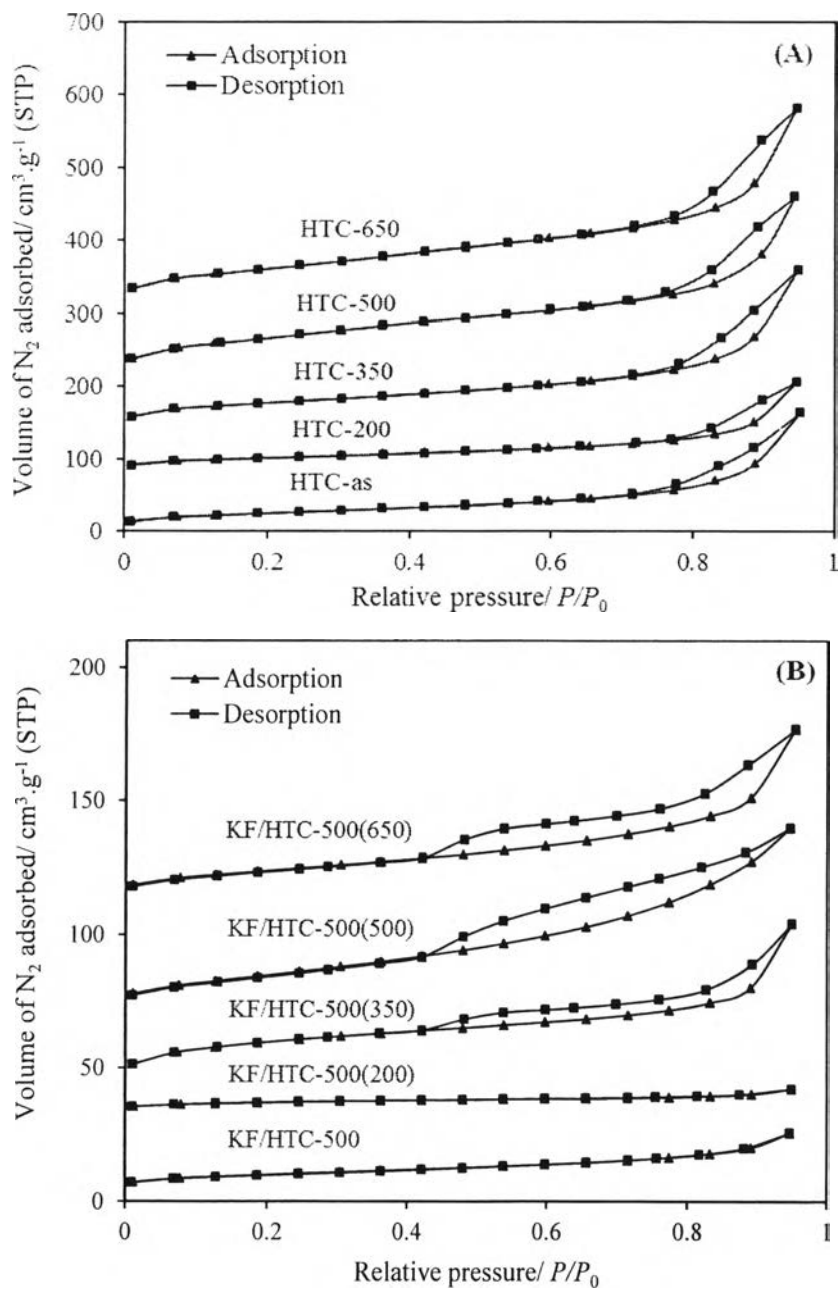 700
600
500
400
300
200
100
0
Volume of N₂ adsorbed/ cm³.g⁻¹ (STP)
(A)
Adsorption
Desorption
HTC-650
HTC-500
HTC-350
HTC-200
HTC-as
0 0.2 0.4 0.6 0.8 1
Relative pressure/ P/P₀
200
150
100
50
0
Volume of N₂ adsorbed/ cm³.g⁻¹ (STP)
(B)
Adsorption
Desorption
KF/HTC-500(650)
KF/HTC-500(500)
KF/HTC-500(350)
KF/HTC-500(200)
KF/HTC-500
0 0.2 0.4 0.6 0.8 1
Relative pressure/ P/P₀